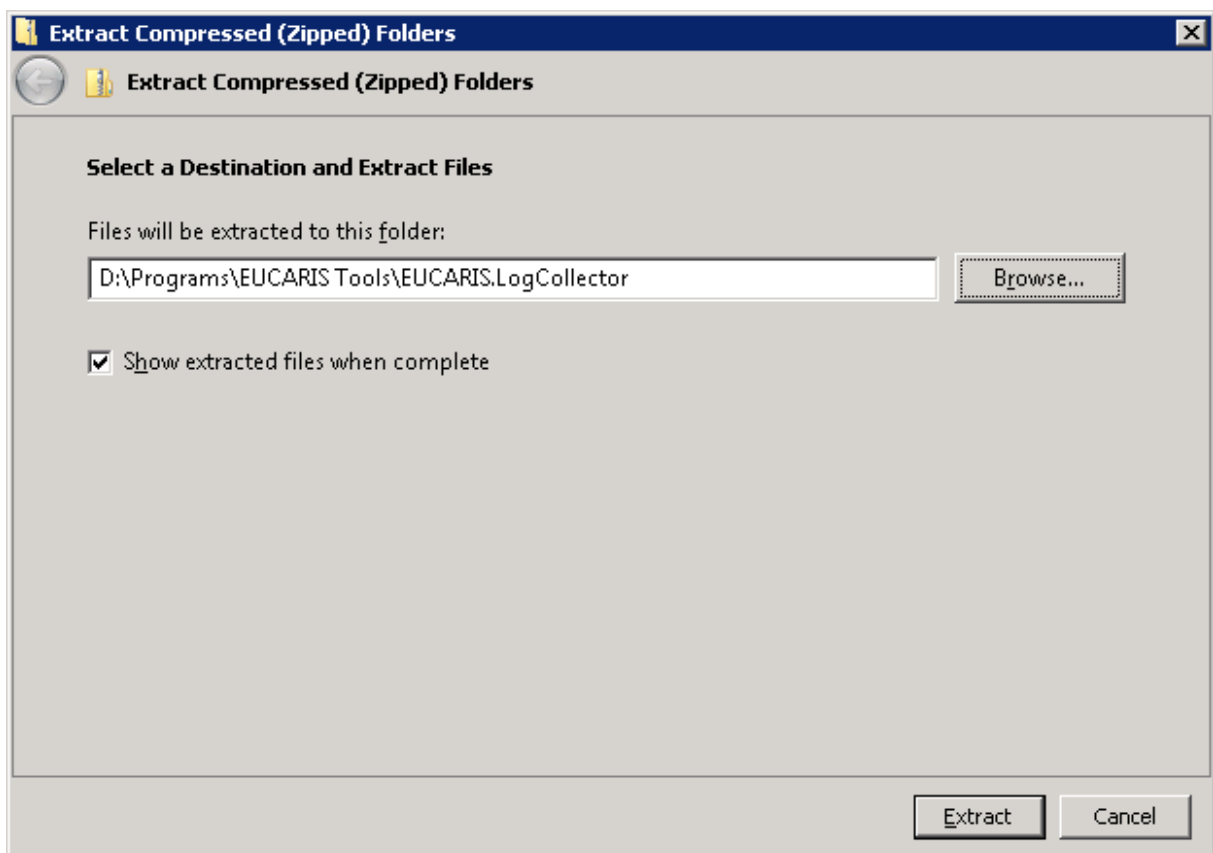 Extract Compressed (Zipped) Folders
Extract Compressed (Zipped) Folders
Select a Destination and Extract Files
Files will be extracted to this folder:
D:\Programs\EUCARIS Tools\EUCARIS.LogCollector
Browse...
Show extracted files when complete
Extract
Cancel